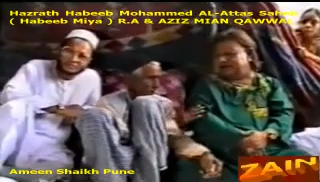 Hazrath Habeeb Mohammed AL-Attas Saheb
( Habeeb Miya ) R.A & AZIZ MIAN QAWWAL
Ameen Shaikh Pune
ZAIN